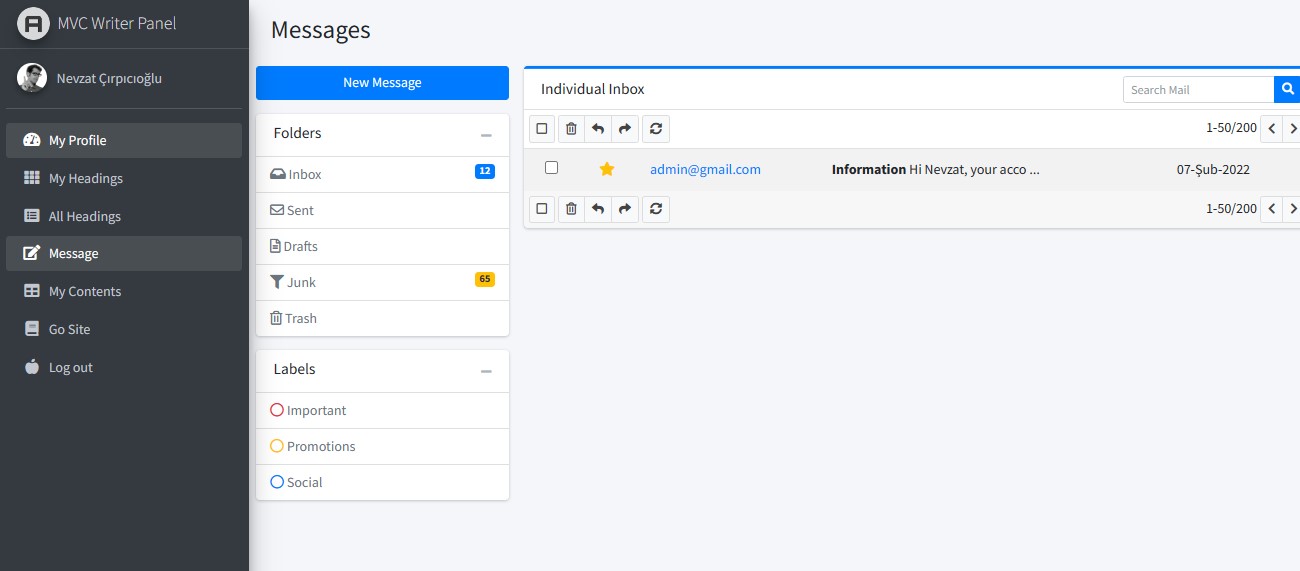 MVC Writer Panel
Nevzat Çırpıcıoğlu
My Profile
My Headings
All Headings
Message
My Contents
Go Site
Log out
Messages
New Message
Folders
Inbox 12
Sent
Drafts
Junk 65
Trash
Labels
Important
Promotions
Social
Individual Inbox
Search Mail
1-50/200
admin@gmail.com Information Hi Nevzat, your acco ... 07-Şub-2022
1-50/200